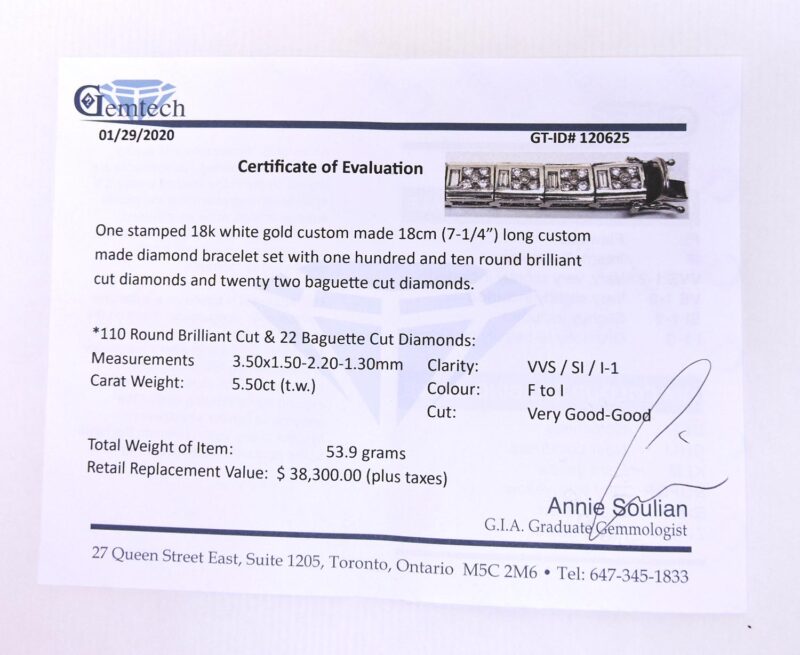 Gemtech
01/29/2020 GT-ID# 120625
Certificate of Evaluation
One stamped 18k white gold custom made 18cm (7-1/4”) long custom
made diamond bracelet set with one hundred and ten round brilliant
cut diamonds and twenty two baguette cut diamonds.
*110 Round Brilliant Cut & 22 Baguette Cut Diamonds:
Measurements 3.50x1.50-2.20-1.30mm Clarity: VVS / SI / I-1
Carat Weight: 5.50ct (t.w.) Colour: F to I
Cut: Very Good-Good
Total Weight of Item: 53.9 grams
Retail Replacement Value: $ 38,300.00 (plus taxes)
Annie Soulian
G.I.A. Graduate Gemmologist
27 Queen Street East, Suite 1205, Toronto, Ontario M5C 2M6 • Tel: 647-345-1833